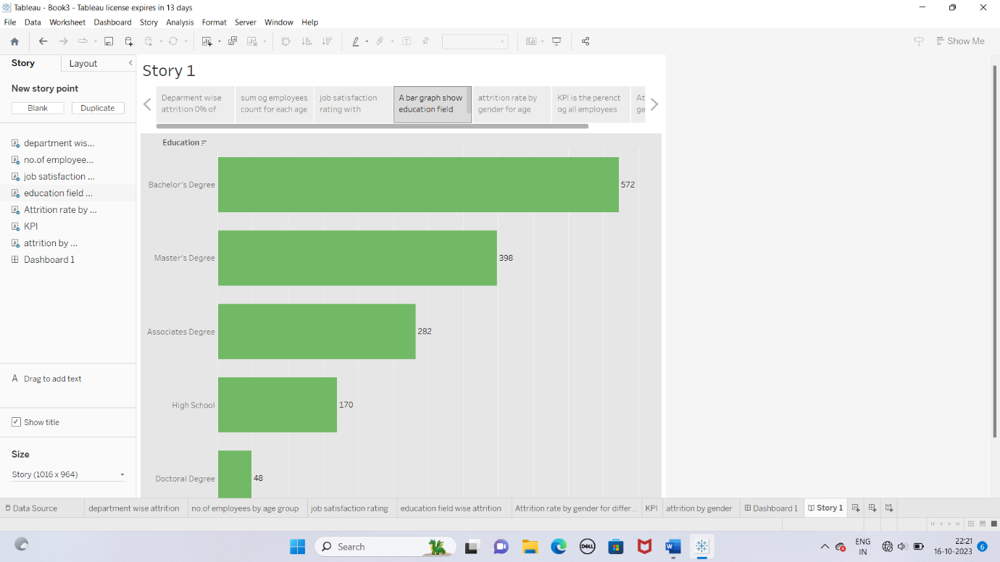 Tableau - Book3 - Tableau license expires in 13 days
File Data Worksheet Dashboard Story Analysis Format Server Window Help
Show Me
Story Layout
New story point
Blank Duplicate
department wis...
no.of employee...
job satisfaction ...
education field ...
Attrition rate by ...
KPI
attrition by ...
Dashboard 1
A Drag to add text
Show title
Size
Story (1016 x 964)
Story 1
Deparment wise
attrition 0% of
sum og employees
count for each age
job satisfaction
rating with
A bar graph show
education field
attrition rate by
gender for age
KPI is the perenct
og all employees
At
ge
Education
Bachelor's Degree 572
Master's Degree 398
Associates Degree 282
High School 170
Doctoral Degree 48
Data Source department wise attrition no.of employees by age group job satisfaction rating education field wise attrition Attrition rate by gender for differ... KPI attrition by gender Dashboard 1 Story 1
Search
DELL
W
ENG
IN
22:21
16-10-2023
6